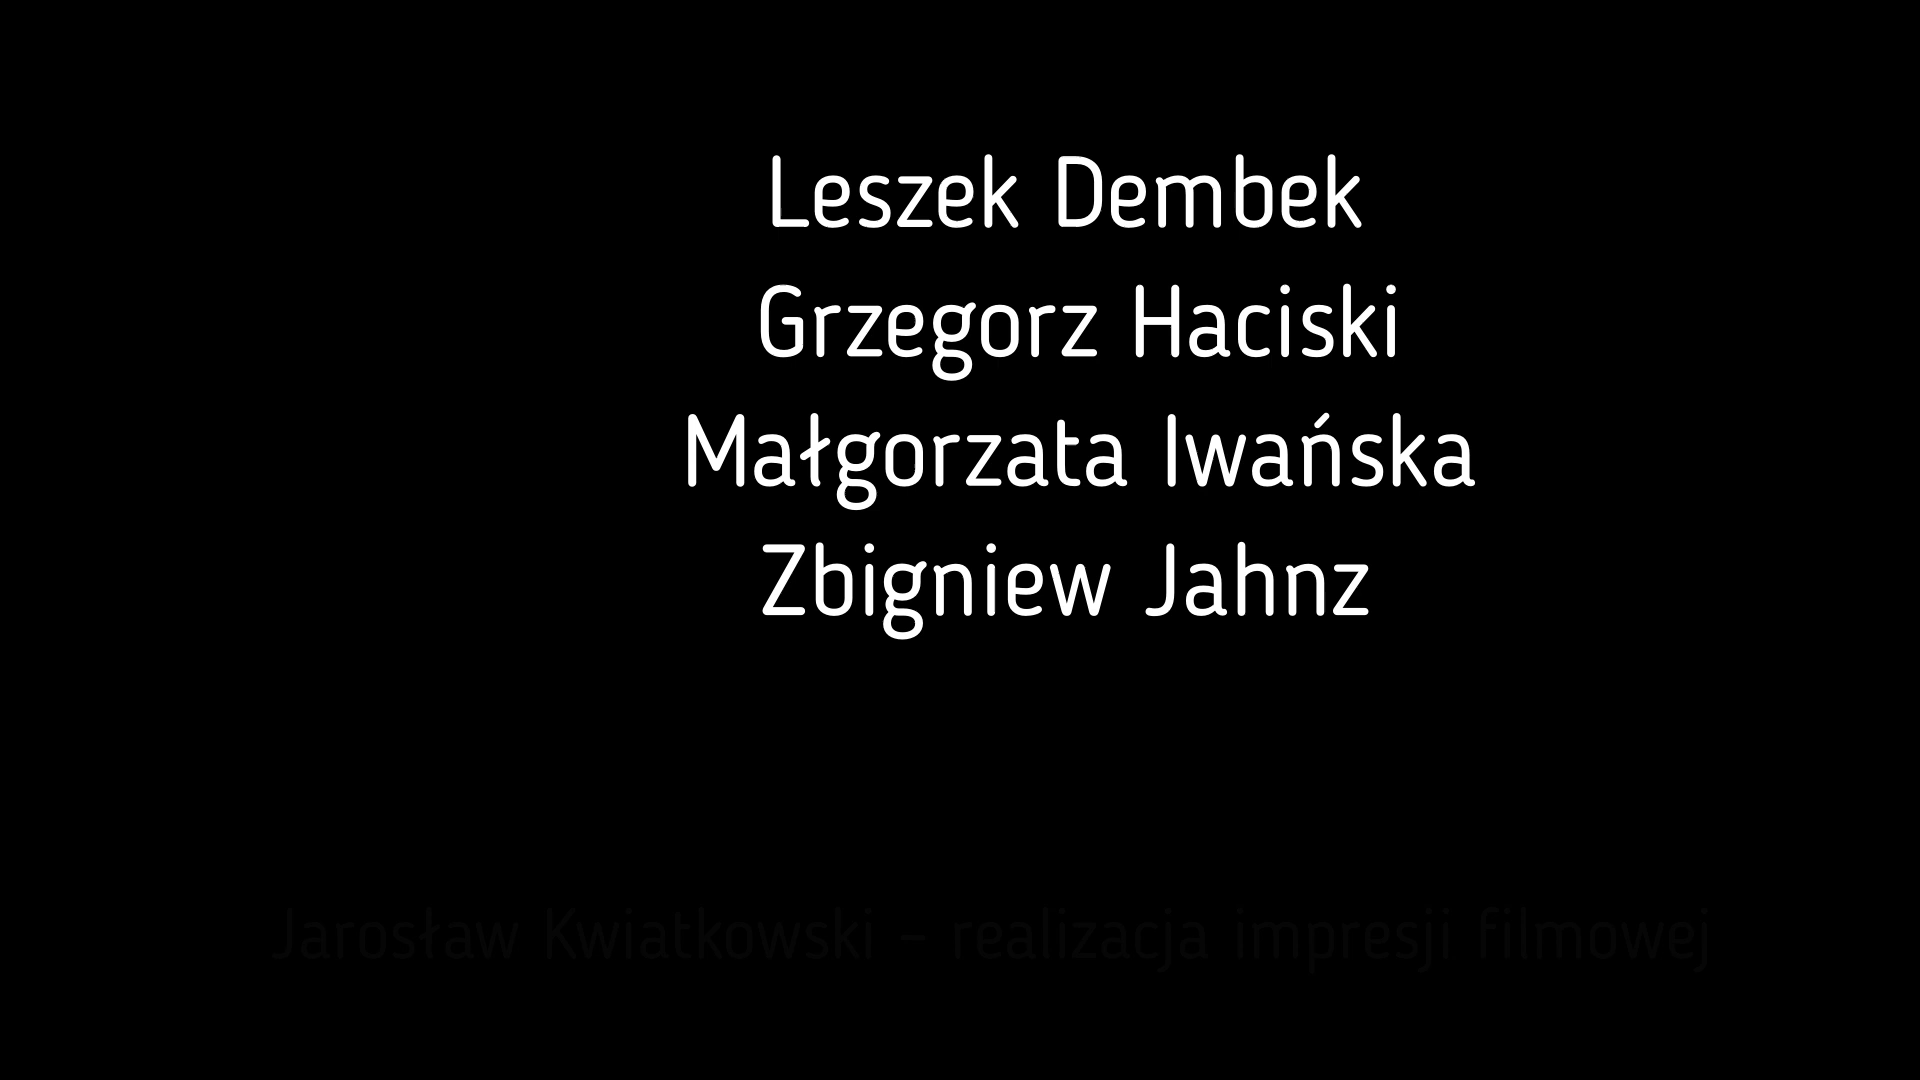 Leszek Dembek
Grzegorz Haciski
Małgorzata Iwańska
Zbigniew Jahnz
Jarosław Kwiatkowski - realizacja impresji filmowej